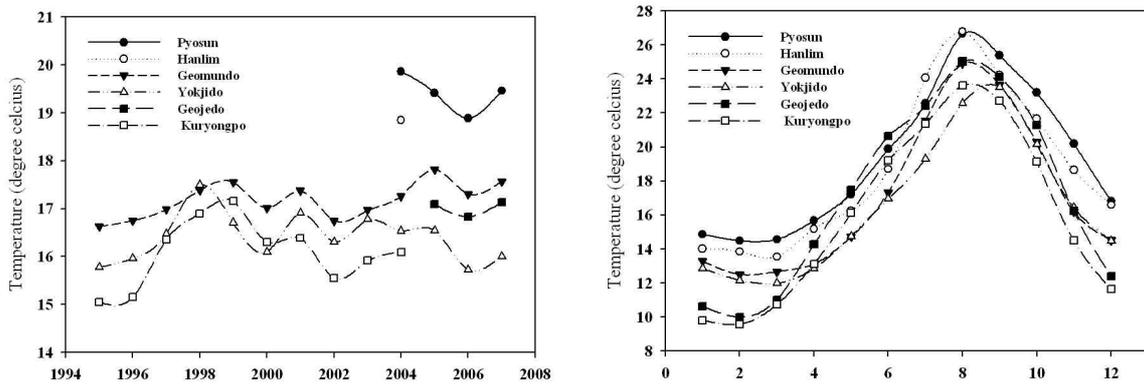 21
20
19
18
17
16
15
14
Temperature (degree celcius)
Pyosun
Hanlim
Geomundo
Yokjido
Geojedo
Kuryongpo
1994 1996 1998 2000 2002 2004 2006 2008
28
26
24
22
20
18
16
14
12
10
8
Temperature (degree celcius)
Pyosun
Hanlim
Geomundo
Yokjido
Geojedo
Kuryongpo
0 2 4 6 8 10 12